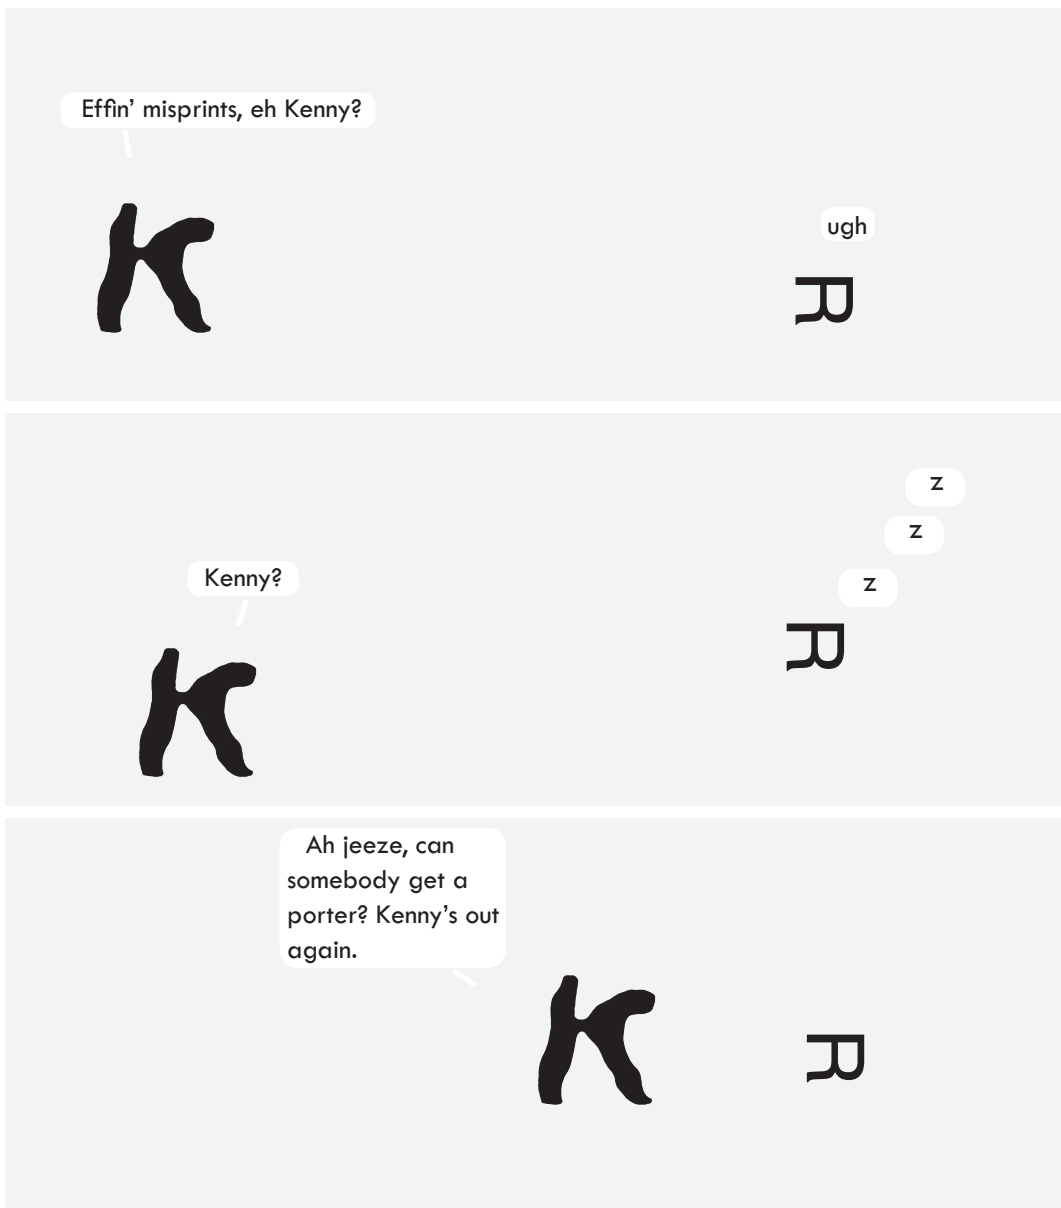 Effin’ misprints, eh Kenny?
K
ugh
R
z
z
z
Kenny?
K
R
Ah jeeze, can
somebody get a
porter? Kenny’s out
again.
K
R